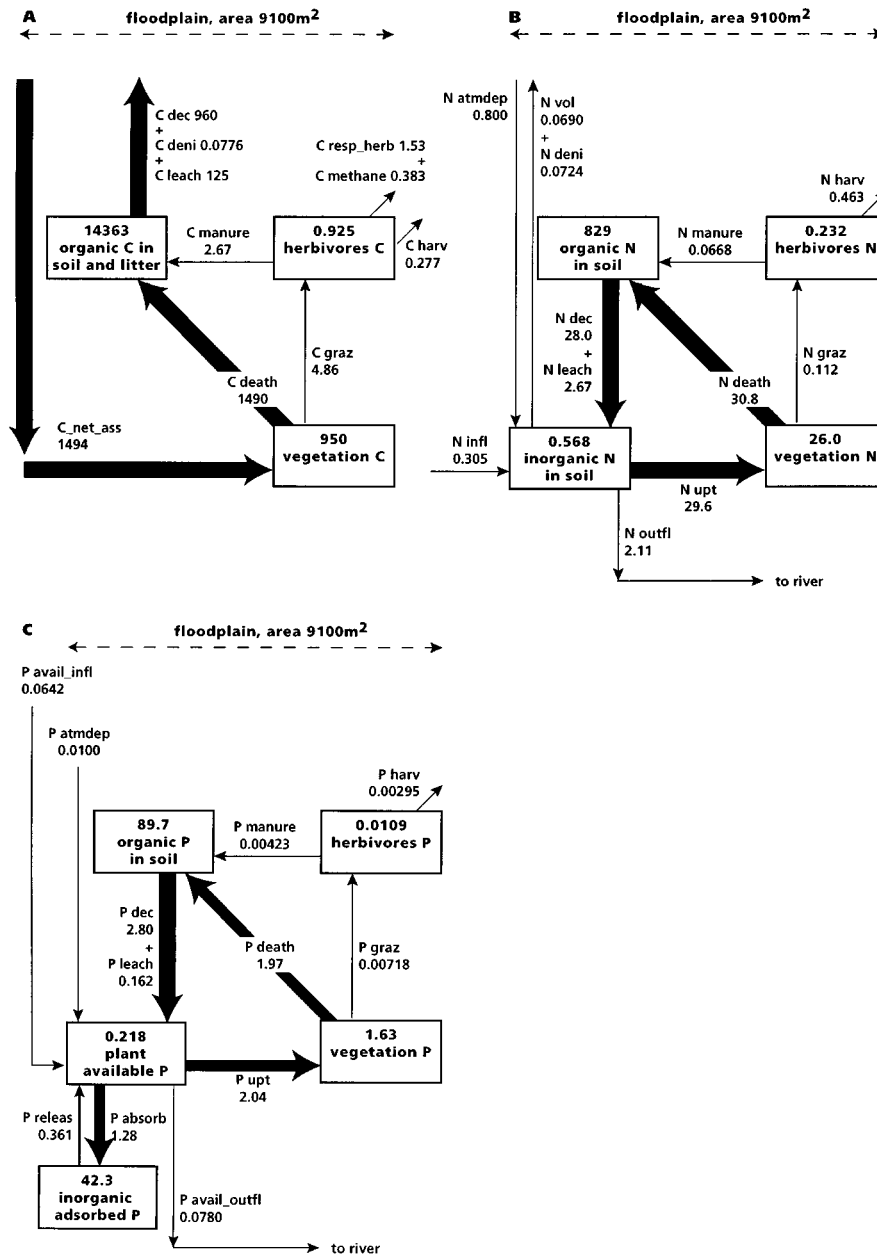 A
floodplain, area 9100m2
C dec 960
+
C deni 0.0776
+
C leach 125
C resp_herb 1.53
+
C methane 0.383
14363
organic C in
soil and litter
C manure
2.67
0.925
herbivores C
C harv
0.277
C graz
4.86
C death
1490
C_net_ass
1494
950
vegetation C
B
floodplain, area 9100m2
N atmdep
0.800
N vol
0.0690
+
N deni
0.0724
N harv
0.463
829
organic N
in soil
N manure
0.0668
0.232
herbivores N
N dec
28.0
+
N leach
2.67
N graz
0.112
N death
30.8
N infl
0.305
0.568
inorganic N
in soil
N upt
29.6
26.0
vegetation N
N outfl
2.11
to river
C
floodplain, area 9100m2
P avail_infl
0.0642
P atmdep
0.0100
P harv
0.00295
89.7
organic P
in soil
P manure
0.00423
0.0109
herbivores P
P dec
2.80
+
P leach
0.162
P death
1.97
P graz
0.00718
0.218
plant
available P
P upt
2.04
1.63
vegetation P
P releas
0.361
P absorb
1.28
42.3
inorganic
adsorbed P
P avail_outfl
0.0780
to river